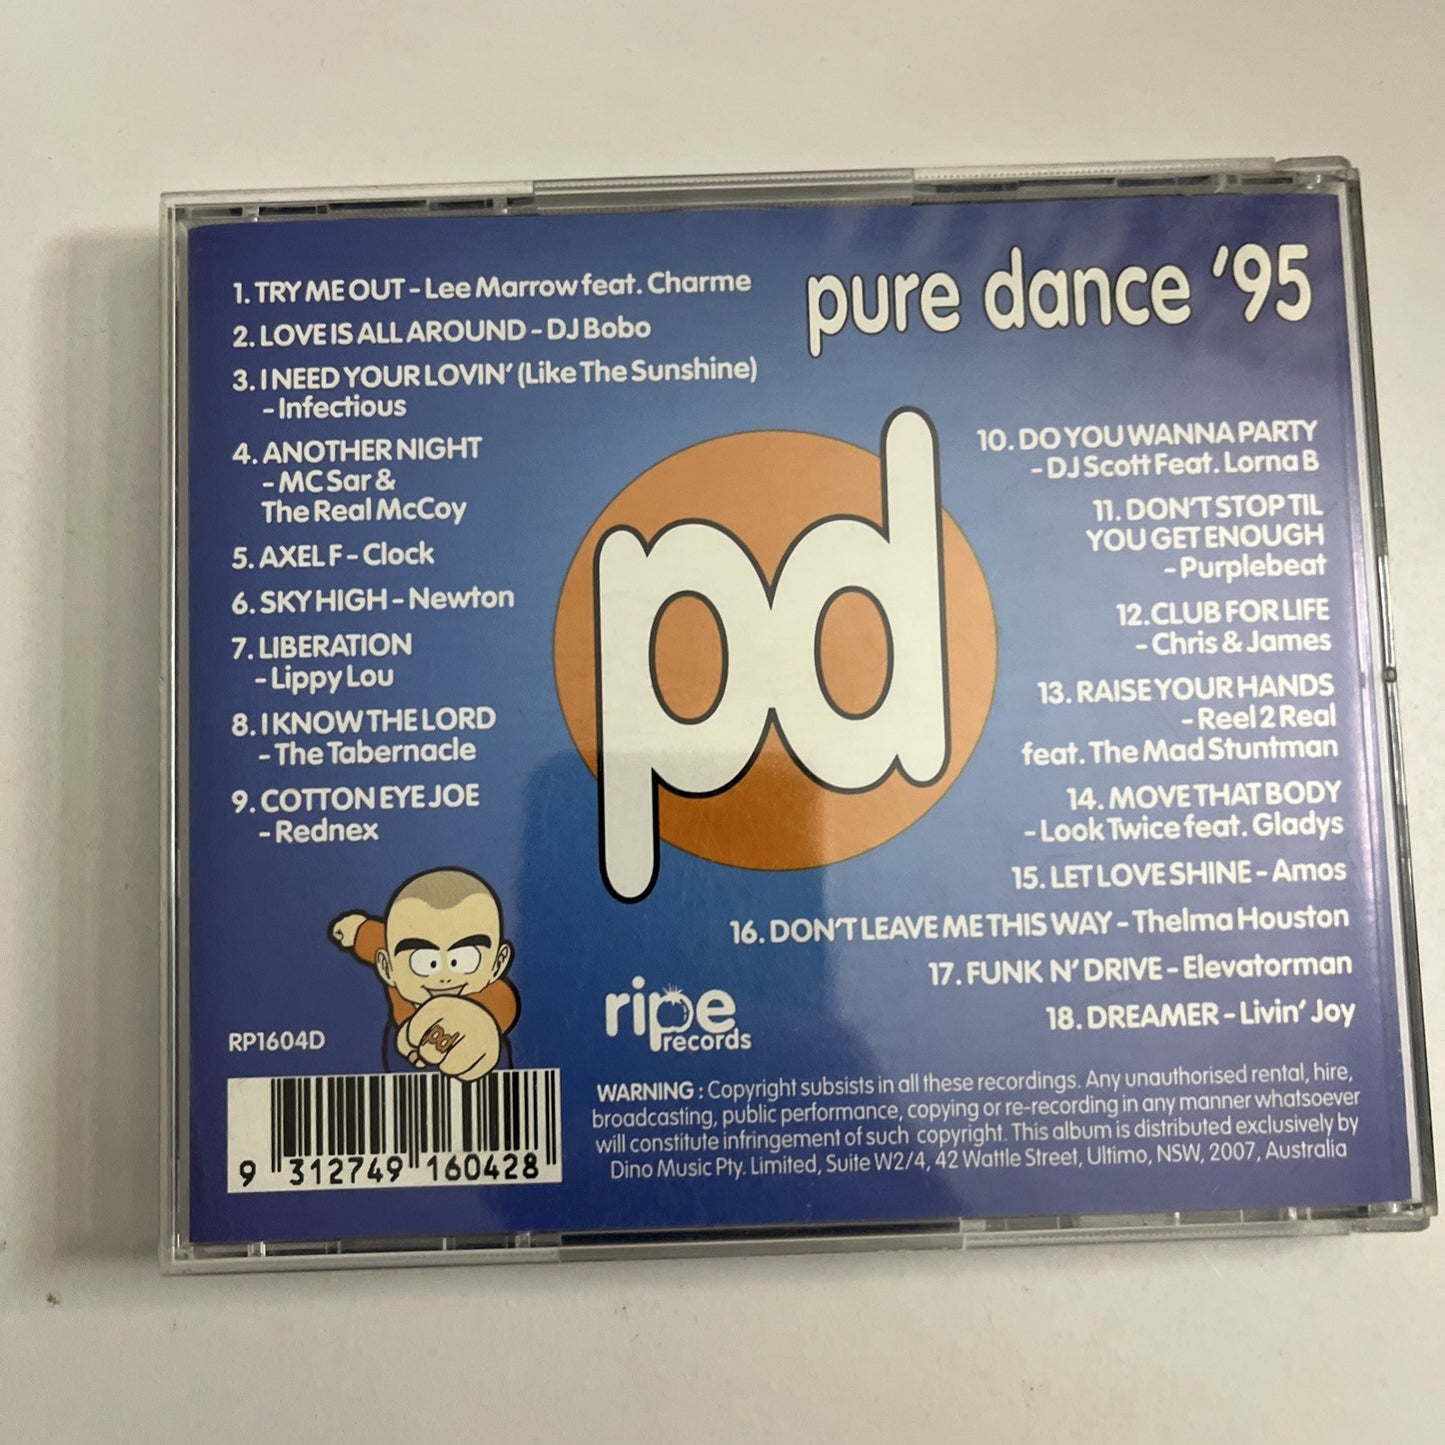 pure dance '95
1. TRY ME OUT - Lee Marrow feat. Charme
2. LOVE IS ALL AROUND - DJ Bobo
3. I NEED YOUR LOVIN' (Like The Sunshine)
- Infectious
4. ANOTHER NIGHT
- MC Sar &
The Real McCoy
5. AXEL F - Clock
6. SKY HIGH - Newton
7. LIBERATION
- Lippy Lou
8. I KNOW THE LORD
- The Tabernacle
9. COTTON EYE JOE
- Rednex
pd
10. DO YOU WANNA PARTY
- DJ Scott Feat. Lorna B
11. DON'T STOP TIL
YOU GET ENOUGH
- Purplebeat
12. CLUB FOR LIFE
- Chris & James
13. RAISE YOUR HANDS
- Reel 2 Real
feat. The Mad Stuntman
14. MOVE THAT BODY
- Look Twice feat. Gladys
15. LET LOVE SHINE - Amos
16. DON'T LEAVE ME THIS WAY - Thelma Houston
17. FUNK N' DRIVE - Elevatorman
18. DREAMER - Livin' Joy
pd
RP1604D
ripe
records
9 312749 160428
WARNING : Copyright subsists in all these recordings. Any unauthorised rental, hire,
broadcasting, public performance, copying or re-recording in any manner whatsoever
will constitute infringement of such copyright. This album is distributed exclusively by
Dino Music Pty. Limited, Suite W2/4, 42 Wattle Street, Ultimo, NSW, 2007, Australia